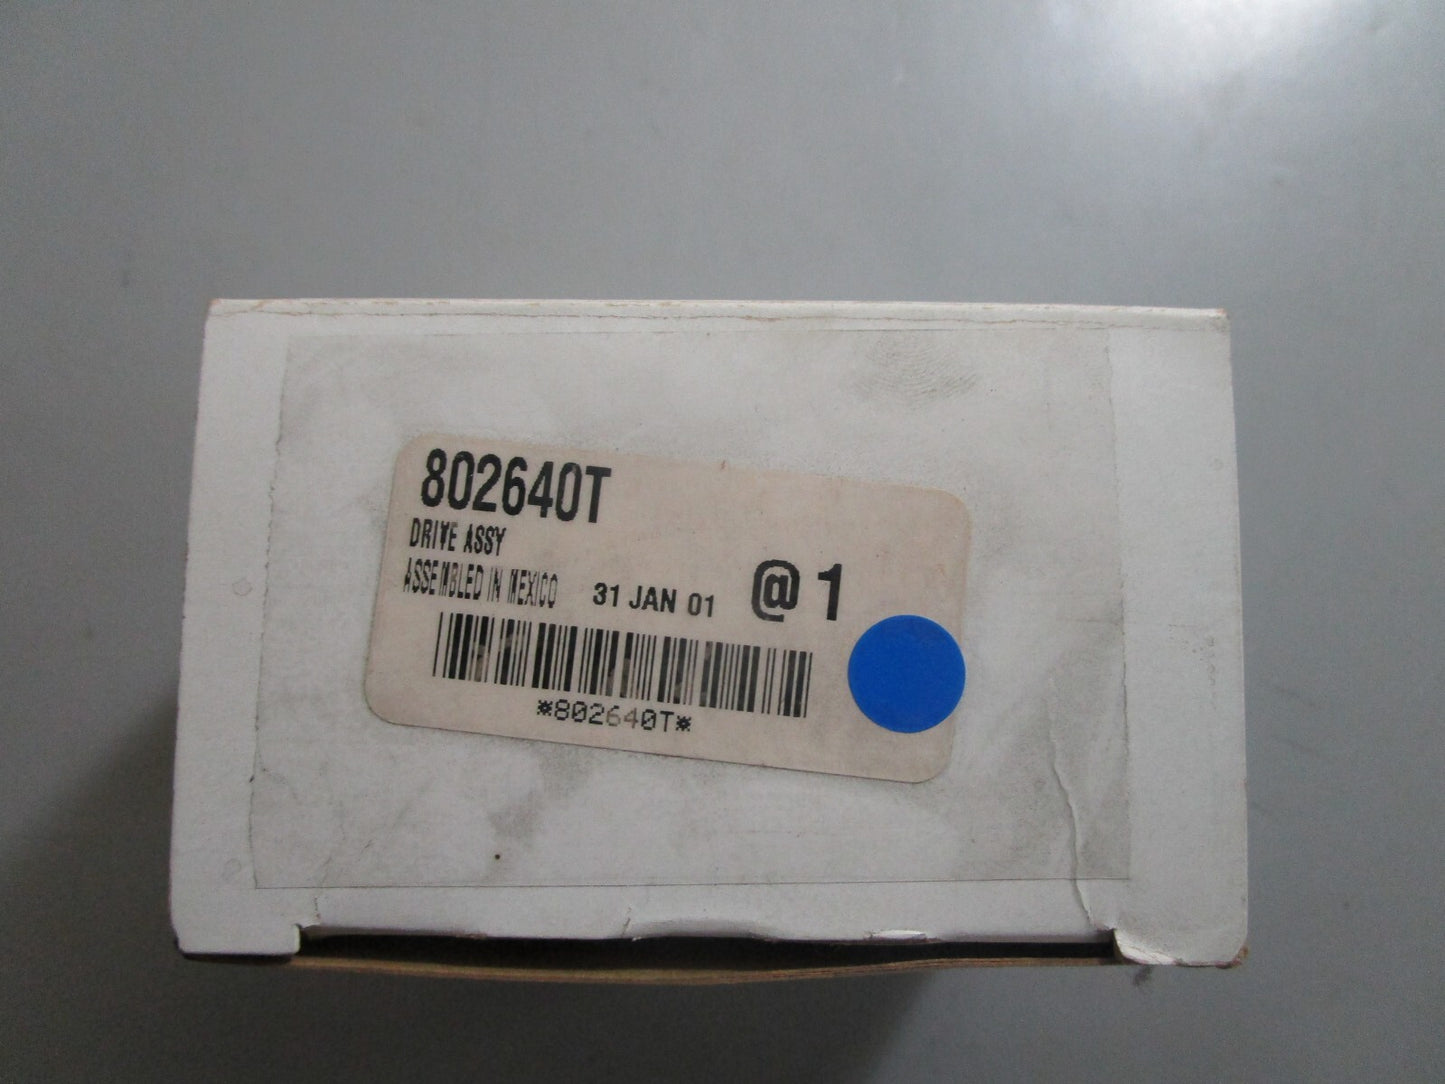 802640T
DRIVE ASSY
ASSEMBLED IN MEXICO 31 JAN 01 @ 1
*802640T*